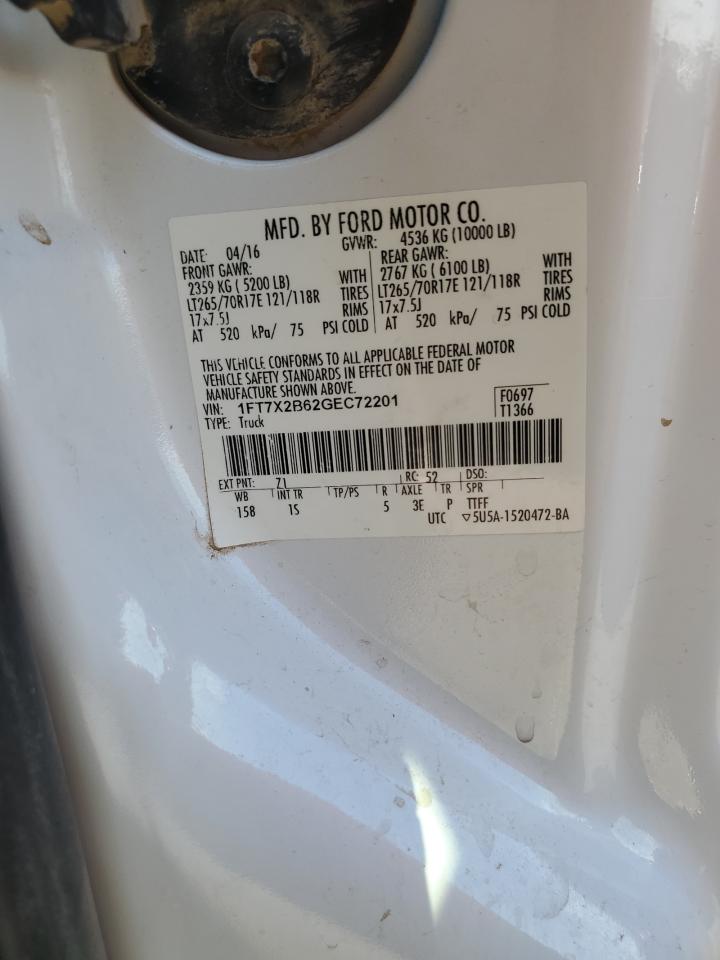 MFD. BY FORD MOTOR CO.
DATE: 04/16 GVWR: 4536 KG (10000 LB)
FRONT GAWR: REAR GAWR: WITH
2359 KG ( 5200 LB) WITH 2767 KG ( 6100 LB) TIRES
LT265/70R17E 121/118R TIRES LT265/70R17E 121/118R RIMS
17x7.5J RIMS 17x7.5J
AT 520 kPa/ 75 PSI COLD AT 520 kPa/ 75 PSI COLD
THIS VEHICLE CONFORMS TO ALL APPLICABLE FEDERAL MOTOR
VEHICLE SAFETY STANDARDS IN EFFECT ON THE DATE OF
MANUFACTURE SHOWN ABOVE.
VIN: 1FT7X2B62GEC72201 F0697
TYPE: Truck T1366
EXT PNT: Z1 RC: 52 DSO:
WB INT TR TP/PS R AXLE TR SPR
158 1S 5 3E P TTFF
UTC ▽5U5A-1520472-BA